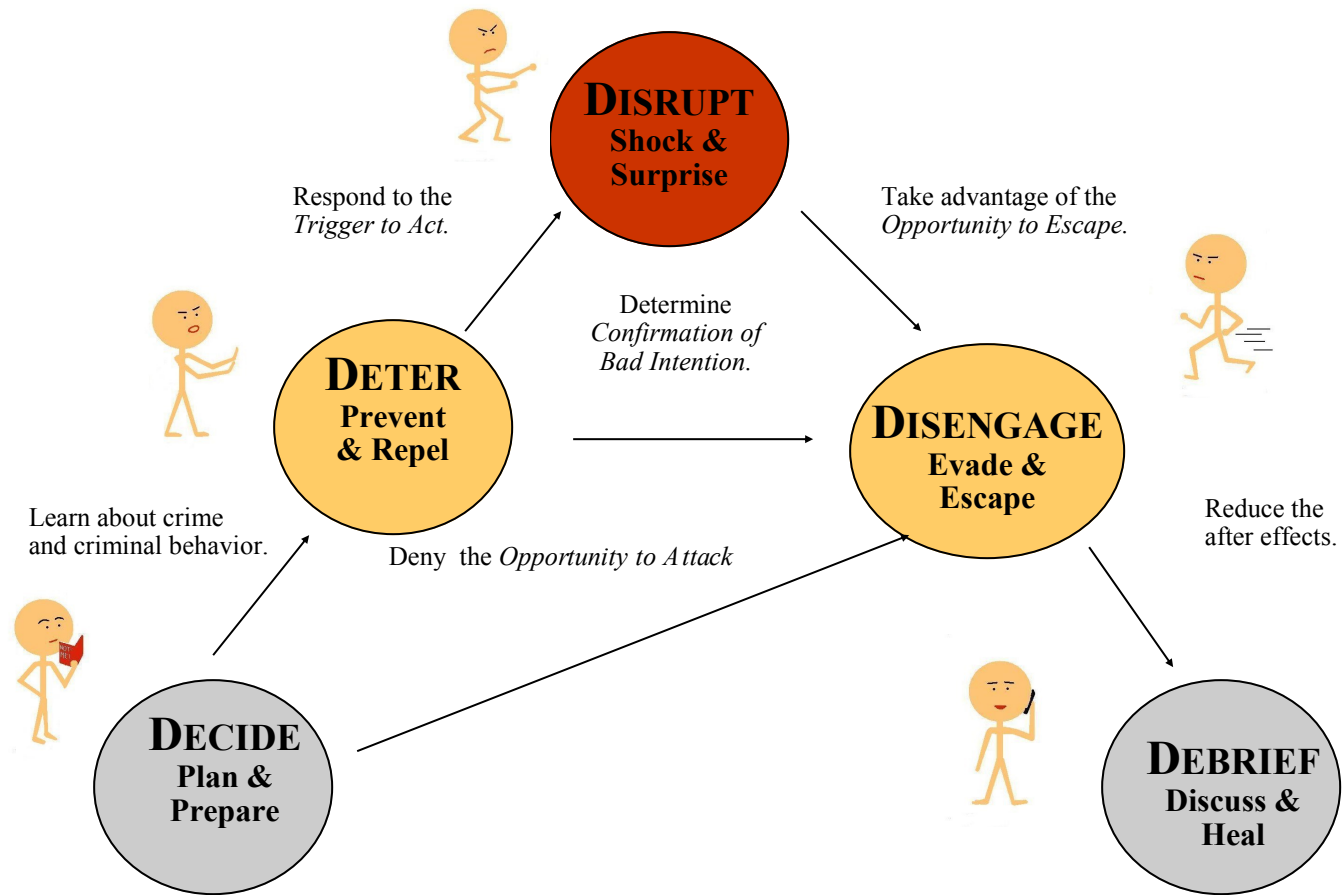 DISRUPT
Shock &
Surprise
Respond to the
Trigger to Act.
Take advantage of the
Opportunity to Escape.
Determine
Confirmation of
Bad Intention.
DETER
Prevent
& Repel
DISENGAGE
Evade &
Escape
Learn about crime
and criminal behavior.
Deny the Opportunity to Attack
Reduce the
after effects.
NOT
ME!
DECIDE
Plan &
Prepare
DEBRIEF
Discuss &
Heal